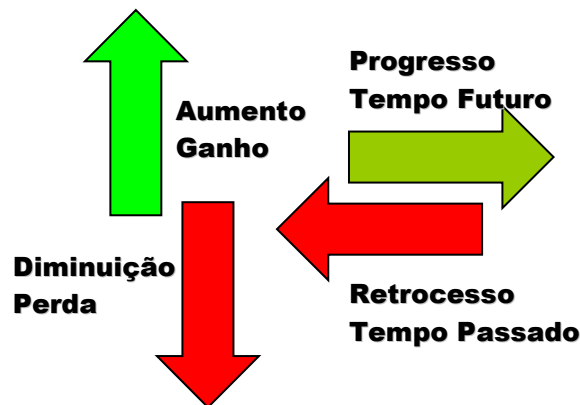 Progresso
Tempo Futuro
Aumento
Ganho
Diminuição
Perda
Retrocesso
Tempo Passado